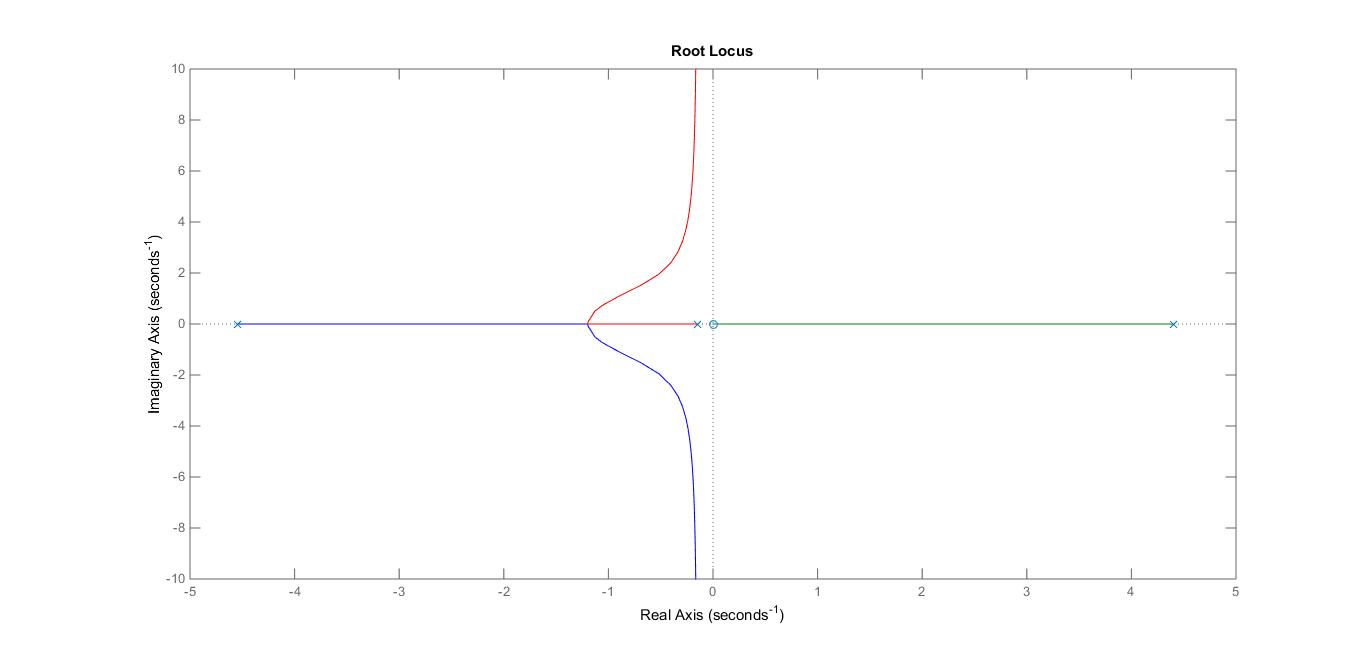 Root Locus
10
8
6
4
2
0
-2
-4
-6
-8
-10
Imaginary Axis (seconds-1)
-5 -4 -3 -2 -1 0 1 2 3 4 5
Real Axis (seconds-1)